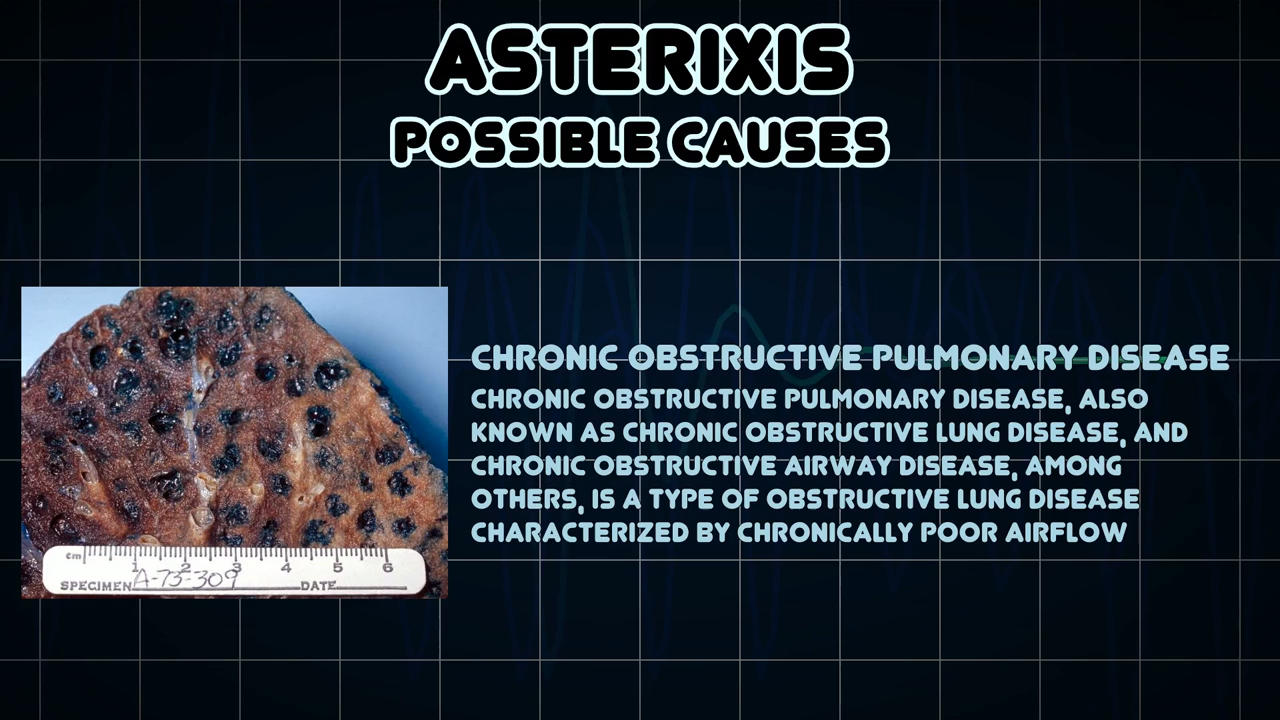 ASTERIXIS
POSSIBLE CAUSES
CHRONIC OBSTRUCTIVE PULMONARY DISEASE
CHRONIC OBSTRUCTIVE PULMONARY DISEASE, ALSO
KNOWN AS CHRONIC OBSTRUCTIVE LUNG DISEASE, AND
CHRONIC OBSTRUCTIVE AIRWAY DISEASE, AMONG
OTHERS, IS A TYPE OF OBSTRUCTIVE LUNG DISEASE
CHARACTERIZED BY CHRONICALLY POOR AIRFLOW
cm 1 2 3 4 5 6
SPECIMEN A-73-309 DATE